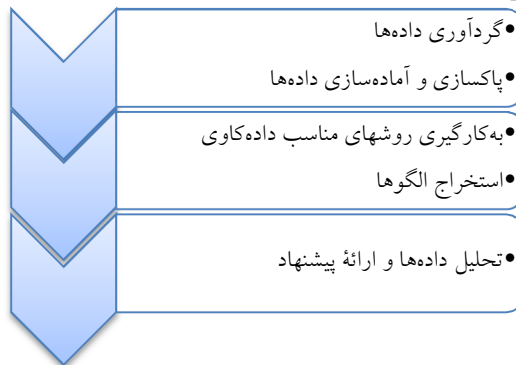 •گردآوری داده‌ها
•پاکسازی و آماده‌سازی داده‌ها
•به‌کارگیری روشهای مناسب داده‌کاوی
•استخراج الگوها
•تحلیل داده‌ها و ارائۀ پیشنهاد